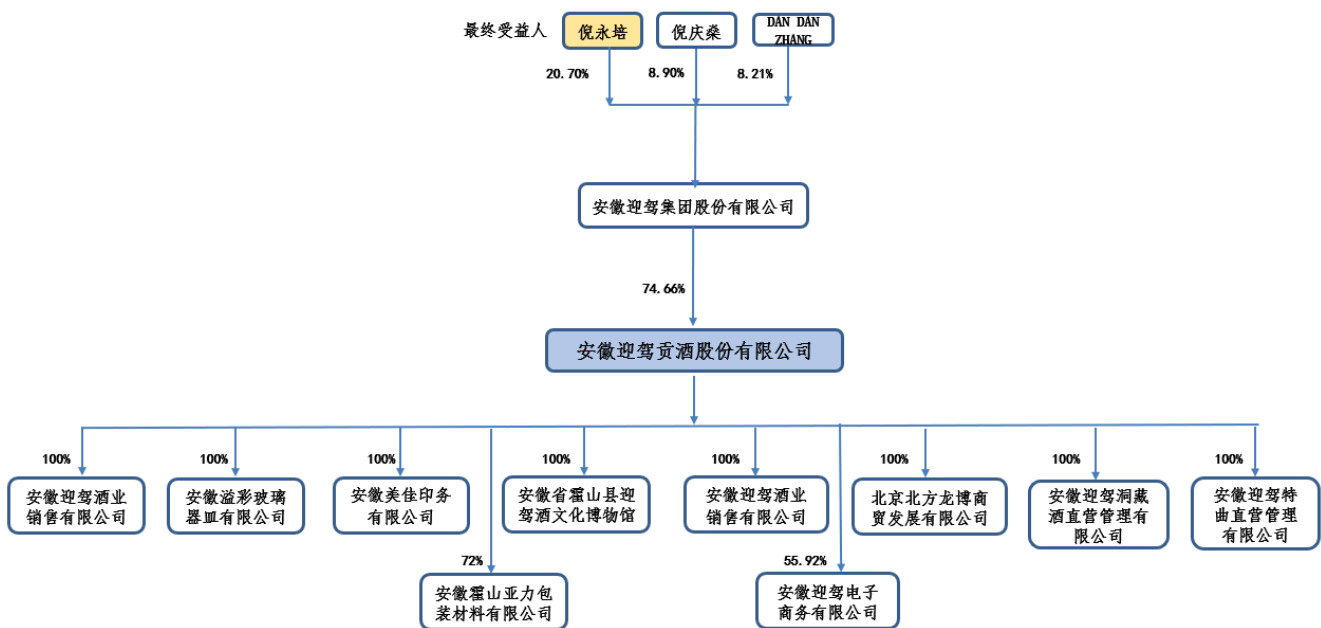 最终受益人
倪永培
倪庆燊
DAN DAN
ZHANG
20.70%
8.90%
8.21%
安徽迎驾集团股份有限公司
74.66%
安徽迎驾贡酒股份有限公司
100%
100%
100%
100%
100%
100%
100%
100%
安徽迎驾酒业
销售有限公司
安徽溢彩玻璃
器皿有限公司
安徽美佳印务
有限公司
安徽省霍山县迎
驾酒文化博物馆
安徽迎驾酒业
销售有限公司
北京北方龙博商
贸发展有限公司
安徽迎驾洞藏
酒直营管理有
限公司
安徽迎驾特
曲直营管理
有限公司
72%
55.92%
安徽霍山亚力包
装材料有限公司
安徽迎驾电子
商务有限公司